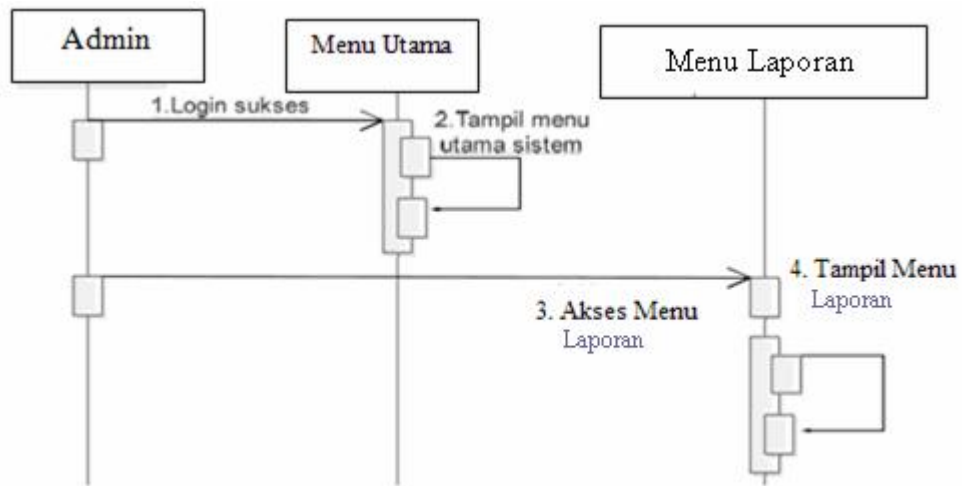 Admin
Menu Utama
Menu Laporan
1.Login sukses
2.Tampil menu
utama sistem
3. Akses Menu
Laporan
4. Tampil Menu
Laporan